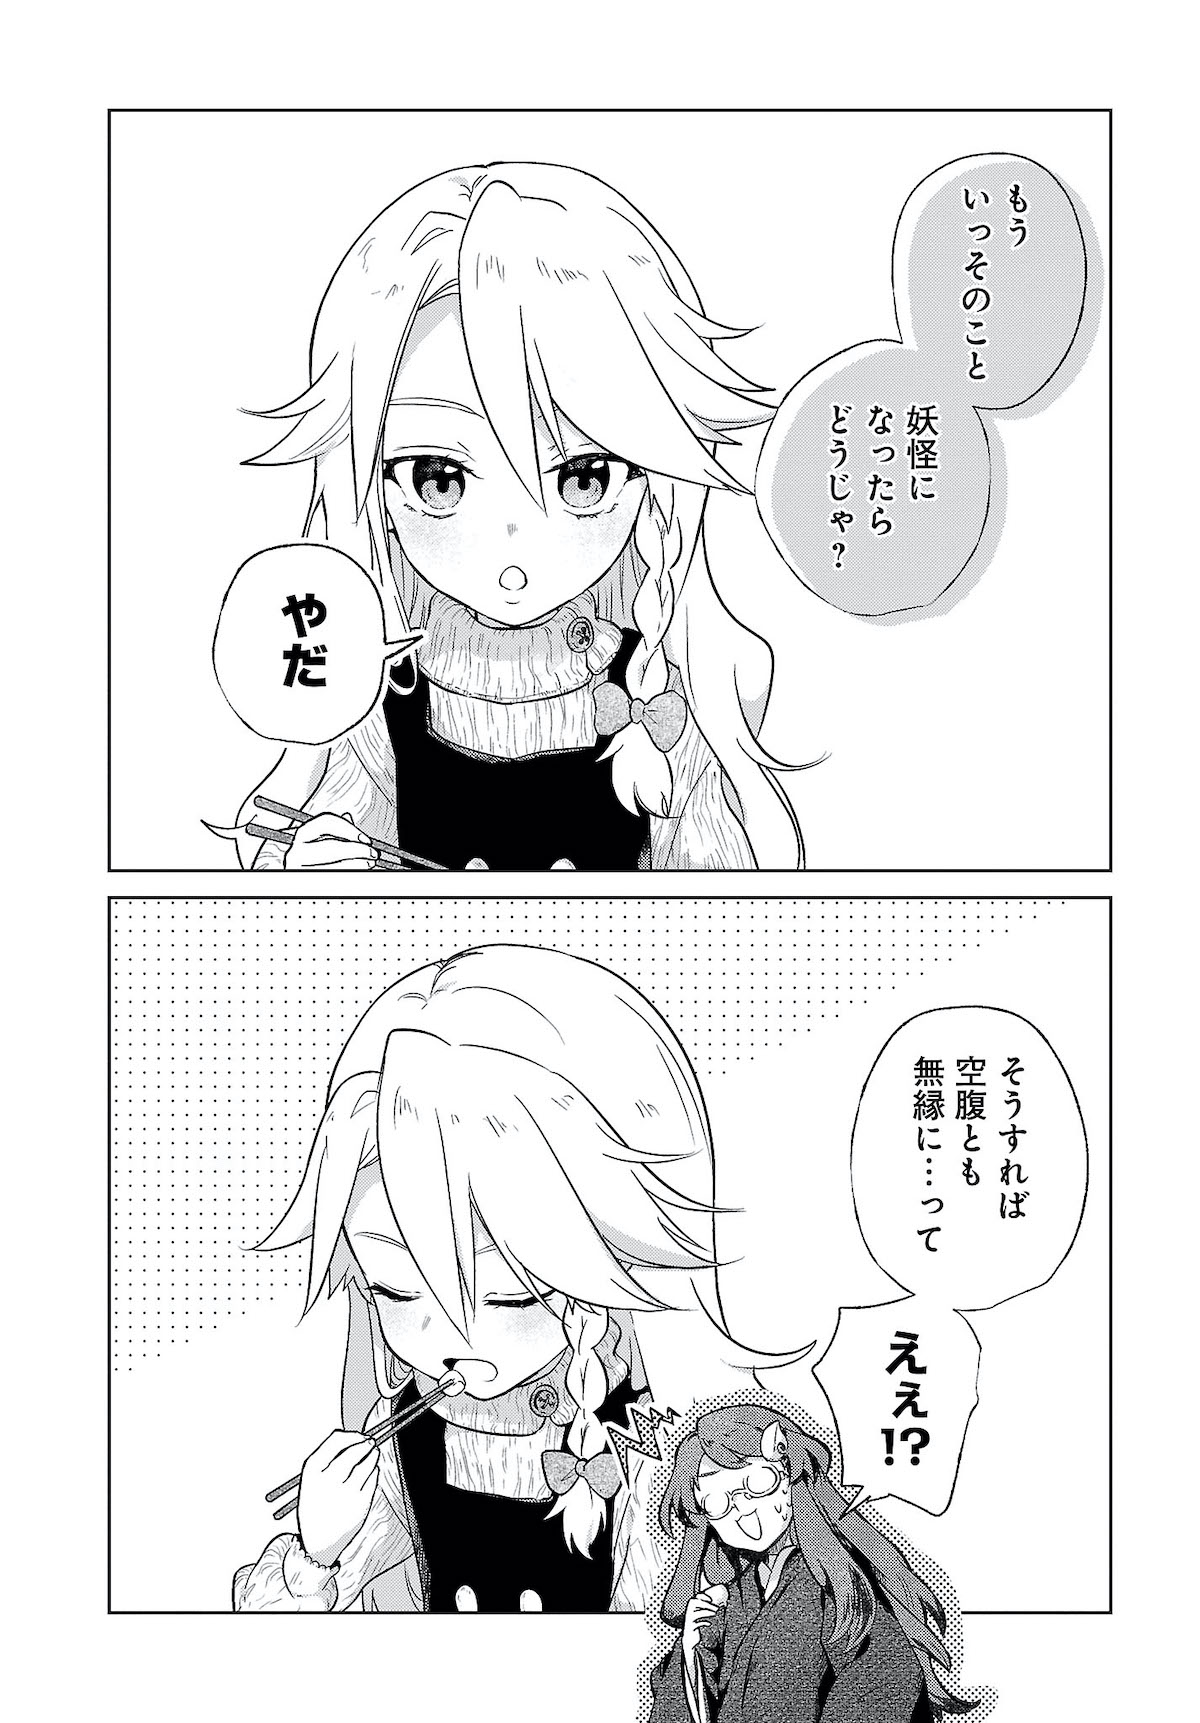 もう
いっそのこと
妖怪に
なったら
どうじゃ?
やだ
そうすれば
空腹とも
無縁に…って
ええ!?